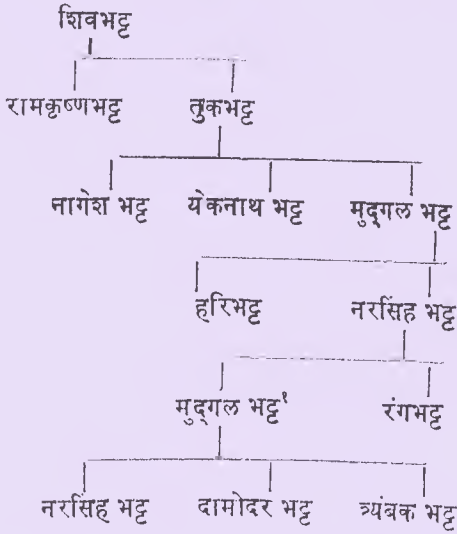 शिवभट्ट
रामकृष्णभट्ट तुकभट्ट
नागेश भट्ट येकनाथ भट्ट मुद्‌गल भट्ट
हरिभट्ट नरसिंह भट्ट
मुद्‌गल भट्ट१ रंगभट्ट
नरसिंह भट्ट दामोदर भट्ट त्र्यंबक भट्ट